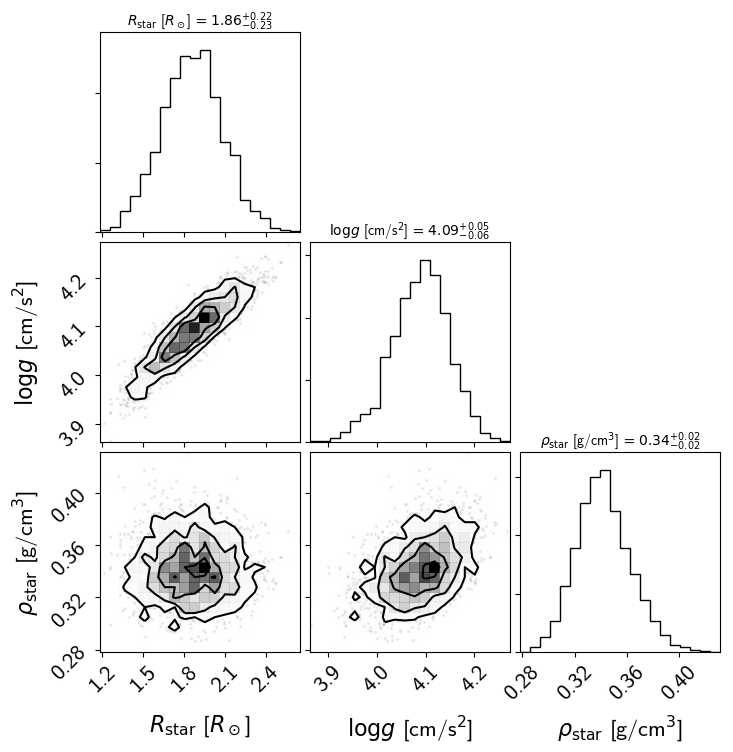 R_star [R_⊙] = 1.86^{+0.22}_{-0.23}
logg [cm/s²] = 4.09^{+0.05}_{-0.06}
4.2
4.1
4.0
3.9
logg [cm/s²]
ρ_star [g/cm³] = 0.34^{+0.02}_{-0.02}
0.40
0.36
0.32
0.28
ρ_star [g/cm³]
1.2 1.5 1.8 2.1 2.4
R_star [R_⊙]
3.9 4.0 4.1 4.2
logg [cm/s²]
0.28 0.32 0.36 0.40
ρ_star [g/cm³]